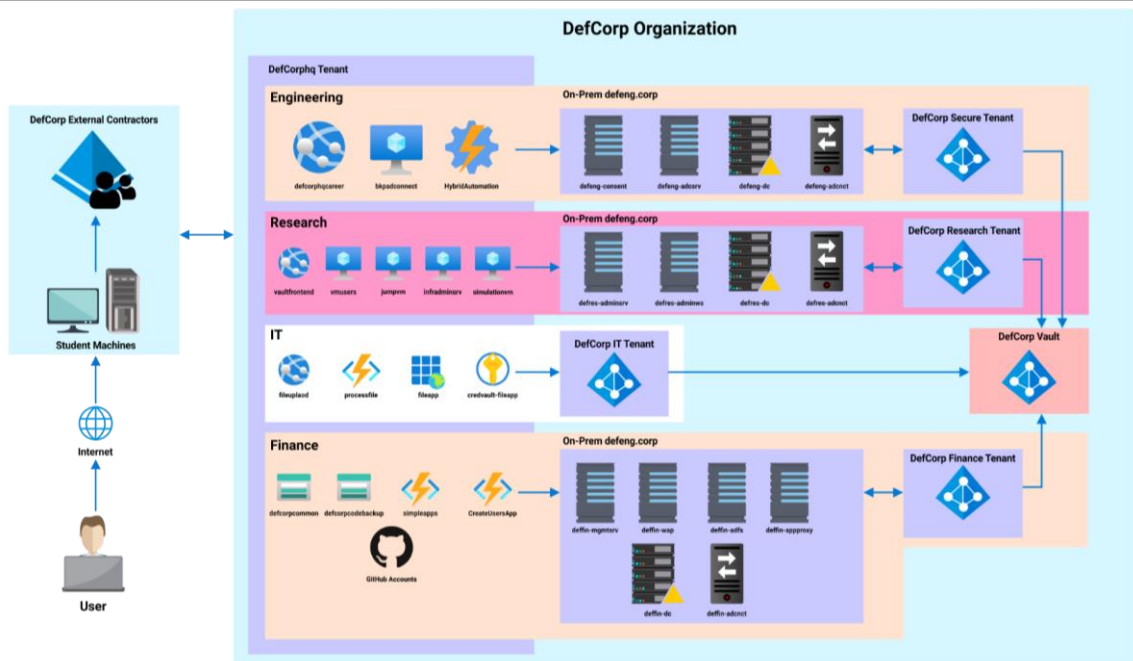 DefCorp Organization
DefCorphq Tenant
DefCorp External Contractors
Student Machines
Internet
User
Engineering
defcorphqcareer
bkpadconnect
HybridAutomation
On-Prem defeng.corp
defeng-consent
defeng-adcsrv
defeng-dc
defeng-adcnct
DefCorp Secure Tenant
Research
vaultfrontend
vmusers
jumpvm
infradminsrv
simulationvm
On-Prem defeng.corp
defres-adminsrv
defres-adminws
defres-dc
defres-adcnct
DefCorp Research Tenant
IT
fileuplaod
processfile
fileapp
credvault-fileapp
DefCorp IT Tenant
DefCorp Vault
Finance
defcorpcommon
defcorpcodebackup
simpleapps
CreateUsersApp
GitHub Accounts
On-Prem defeng.corp
deffin-mgmtsrv
deffin-wap
deffin-adfs
deffin-appproxy
deffin-dc
deffin-adcnct
DefCorp Finance Tenant